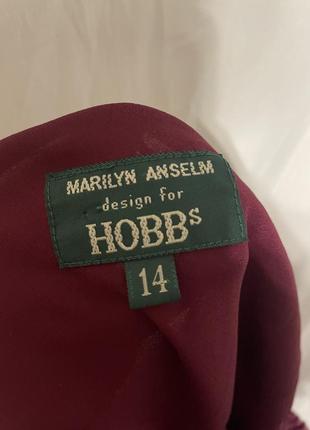 MARILYN ANSELM
design for
HOBBs
14